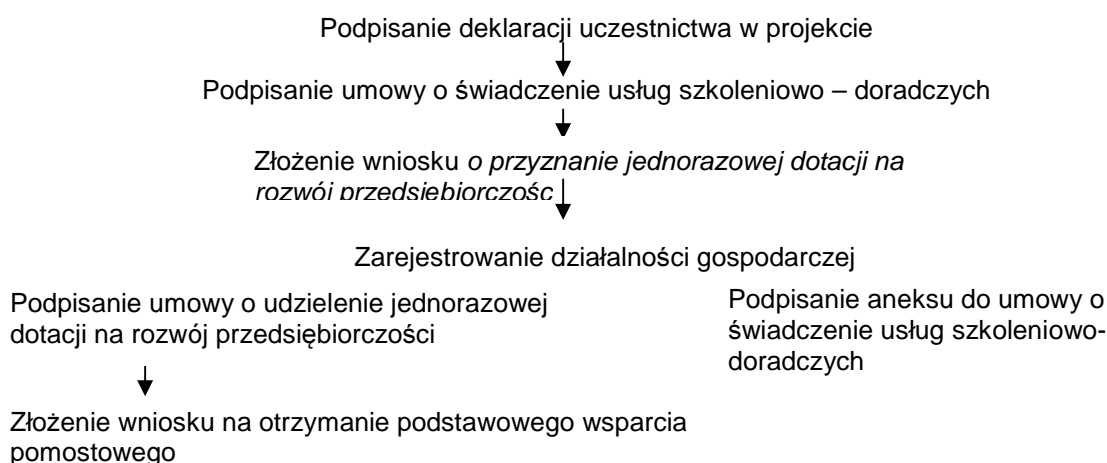 Podpisanie deklaracji uczestnictwa w projekcie
Podpisanie umowy o świadczenie usług szkoleniowo – doradczych
Złożenie wniosku o przyznanie jednorazowej dotacji na
rozwój przedsiębiorczośc
Zarejestrowanie działalności gospodarczej
Podpisanie umowy o udzielenie jednorazowej
dotacji na rozwój przedsiębiorczości
Podpisanie aneksu do umowy o
świadczenie usług szkoleniowo-
doradczych
Złożenie wniosku na otrzymanie podstawowego wsparcia
pomostowego